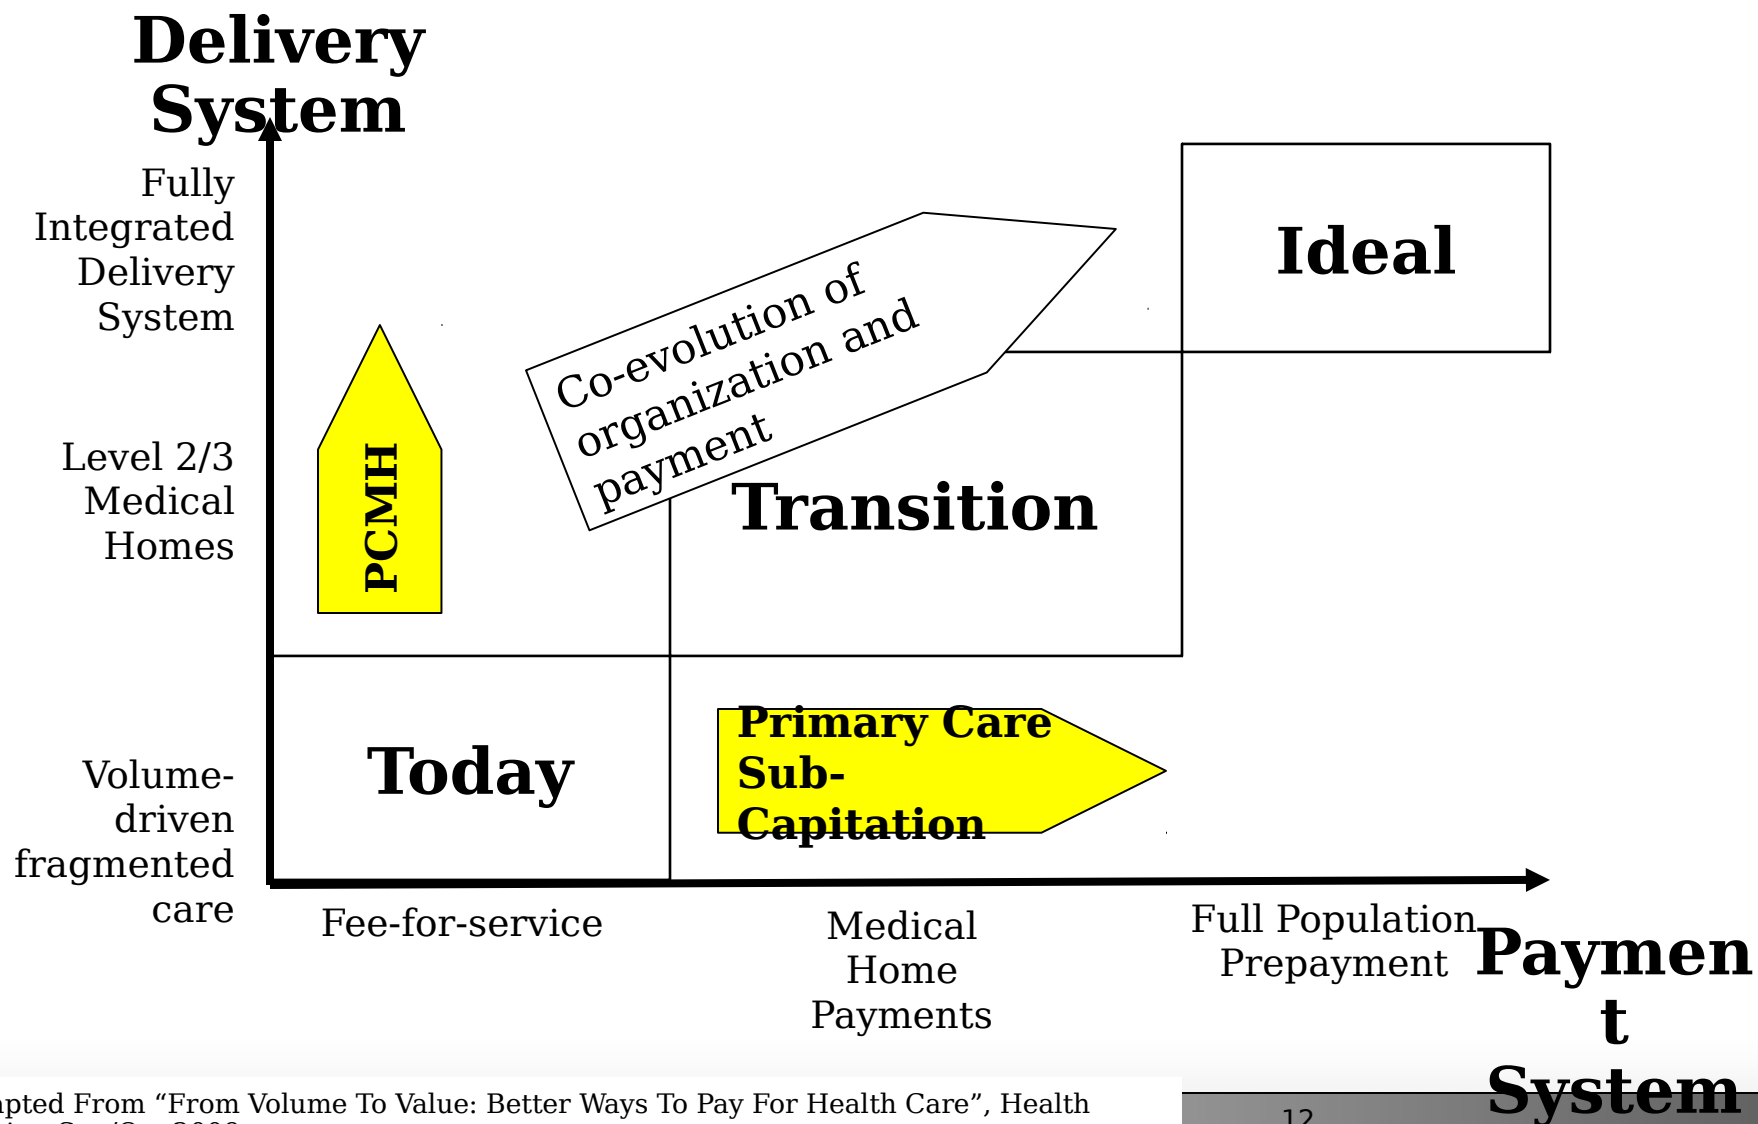 Delivery
System
Fully
Integrated
Delivery
System
Ideal
Co-evolution of
organization and
payment
Level 2/3
Medical
Homes
PCMH
Transition
Volume-
driven
fragmented
care
Today
Primary Care
Sub-
Capitation
Fee-for-service
Medical
Home
Payments
Full Population
Prepayment
Paymen
t
System
From “From Volume To Value: Better Ways To Pay For Health Care”, Health
12